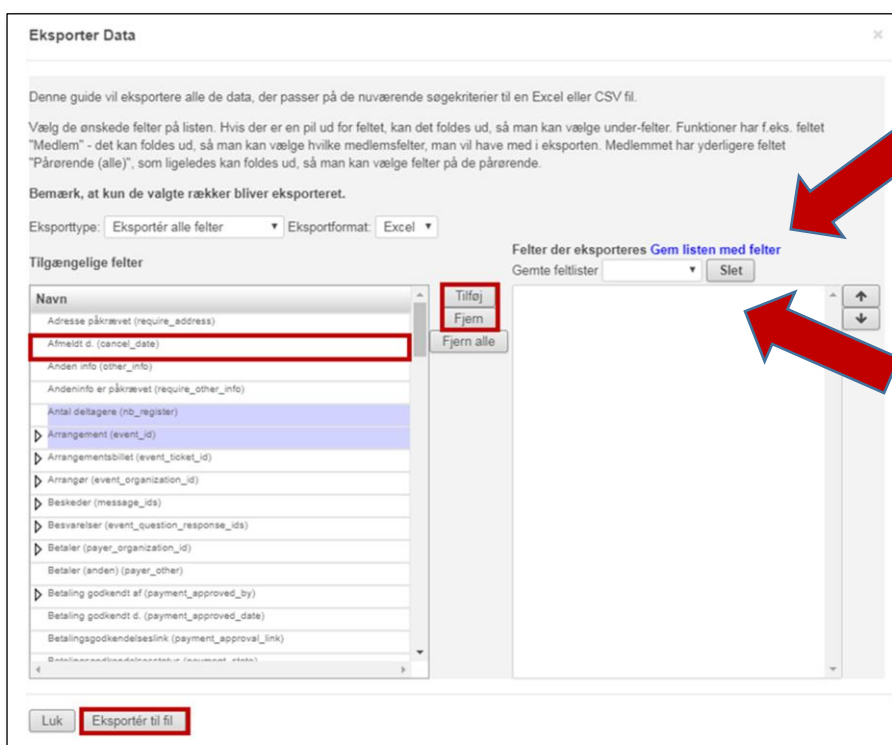 Eksporter Data
Denne guide vil eksportere alle de data, der passer på de nuværende søgekriterier til en Excel eller CSV fil.
Vælg de ønskede felter på listen. Hvis der er en pil ud for feltet, kan det foldes ud, så man kan vælge under-felter. Funktioner har f.eks. feltet
"Medlem" - det kan foldes ud, så man kan vælge hvilke medlemsfelter, man vil have med i eksporten. Medlemmet har yderligere feltet
"Pårørende (alle)", som ligeledes kan foldes ud, så man kan vælge felter på de pårørende.
Bemærk, at kun de valgte rækker bliver eksporteret.
Eksporttype: Eksportér alle felter Eksportformat: Excel
Tilgængelige felter
Felter der eksporteres Gem listen med felter
Gemte feltlister Slet
Navn
Adresse påkrævet (require_address)
Afmeldt d. (cancel_date)
Anden info (other_info)
Andeninfo er påkrævet (require_other_info)
Antal deltagere (nb_register)
Arrangement (event_id)
Arrangementsbillet (event_ticket_id)
Arrangør (event_organization_id)
Beskeder (message_ids)
Besvarelser (event_question_response_ids)
Betaler (payer_organization_id)
Betaler (anden) (payer_other)
Betaling godkendt af (payment_approved_by)
Betaling godkendt d. (payment_approved_date)
Betalingsgodkendelseslink (payment_approval_link)
Betalingsgodkendelsesstatus (payment_state)
Tilføj
Fjern
Fjern alle
Luk Eksportér til fil